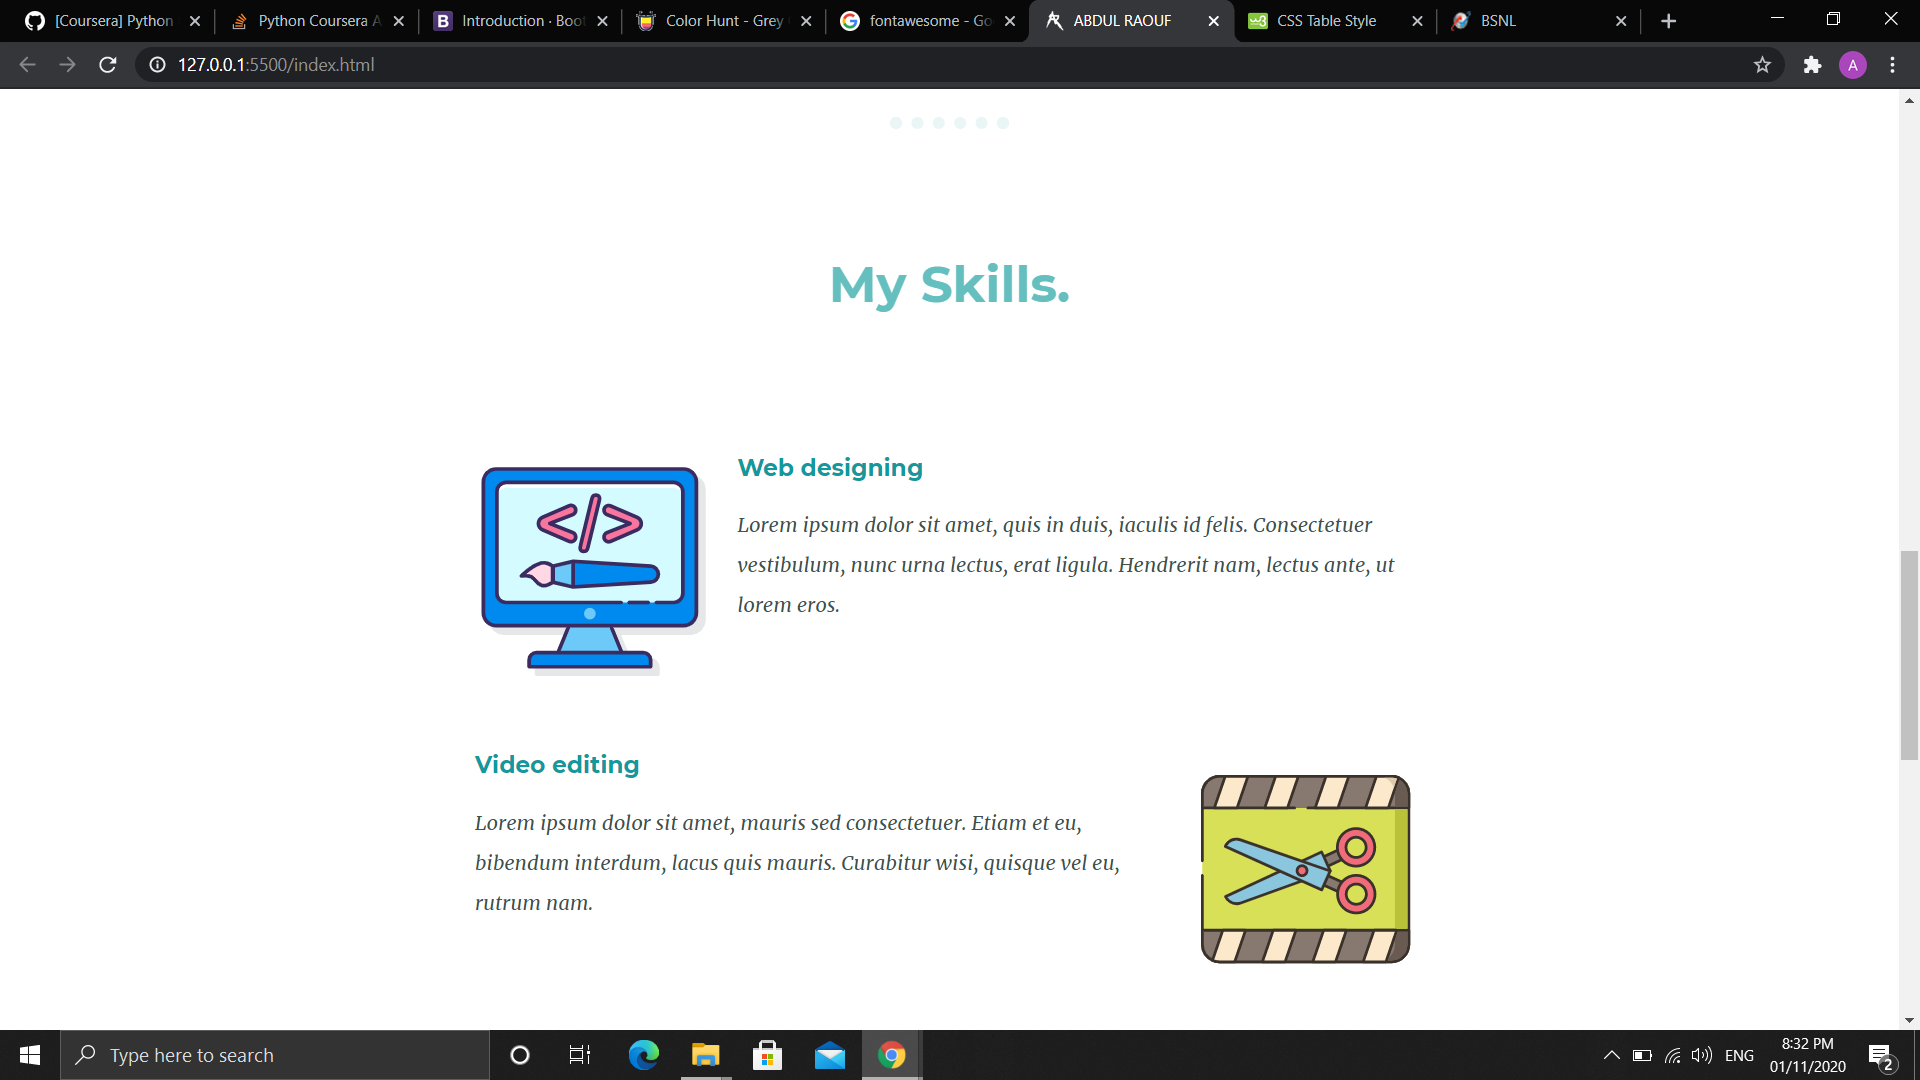 [Coursera] Python
Python Coursera A
Introduction · Boot
Color Hunt - Grey
fontawesome - Go
ABDUL RAOUF
CSS Table Style
BSNL
127.0.0.1:5500/index.html
A
My Skills.
Web designing
Lorem ipsum dolor sit amet, quis in duis, iaculis id felis. Consectetuer
vestibulum, nunc urna lectus, erat ligula. Hendrerit nam, lectus ante, ut
lorem eros.
</>
Video editing
Lorem ipsum dolor sit amet, mauris sed consectetuer. Etiam et eu,
bibendum interdum, lacus quis mauris. Curabitur wisi, quisque vel eu,
rutrum nam.
Type here to search
ENG
8:32 PM
01/11/2020
2